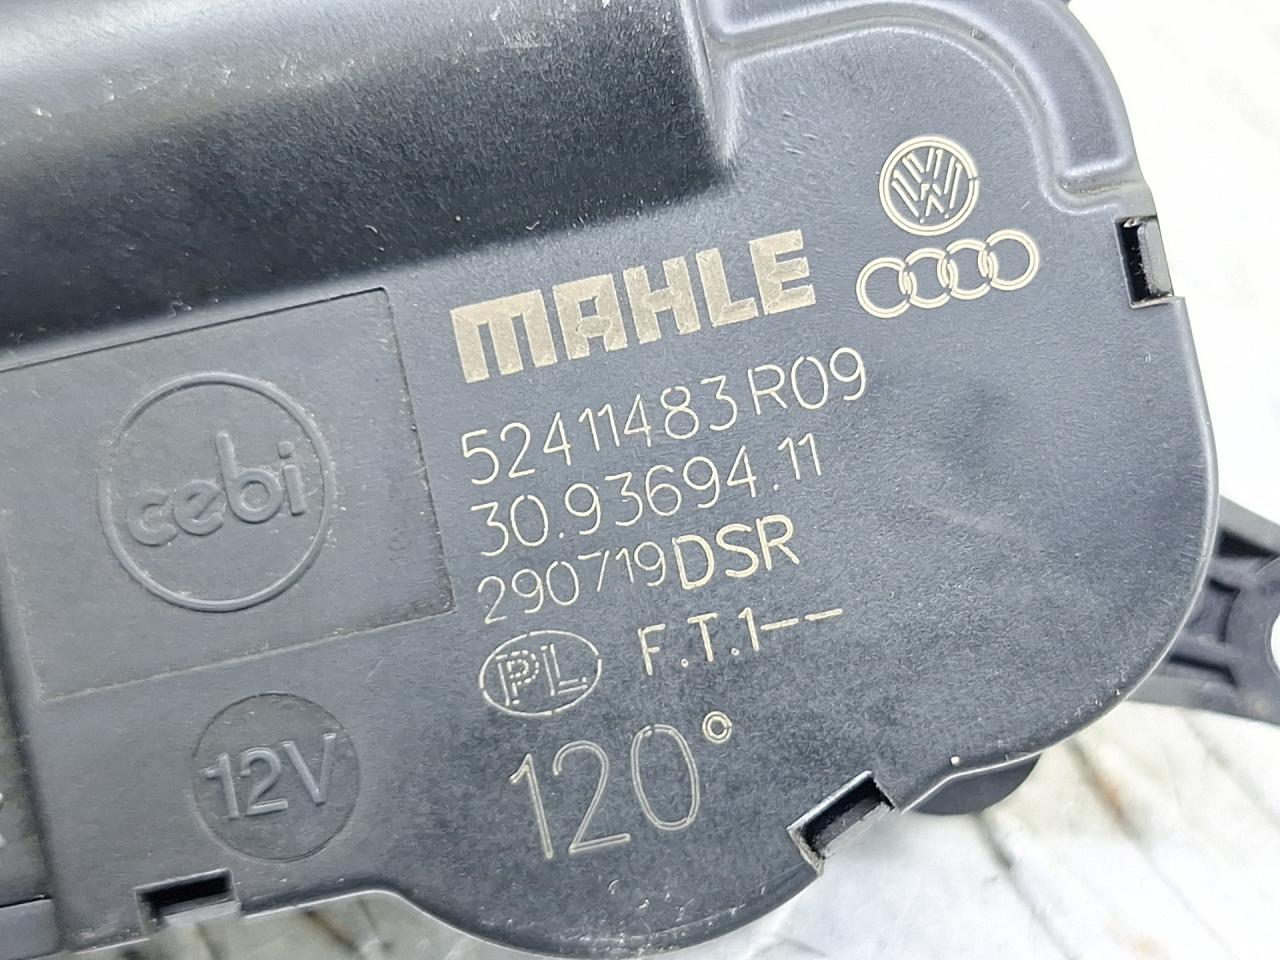 MAHLE
52411483R09
30.93694.11
290719DSR
PL F.T.1--
120°
cebi
12V